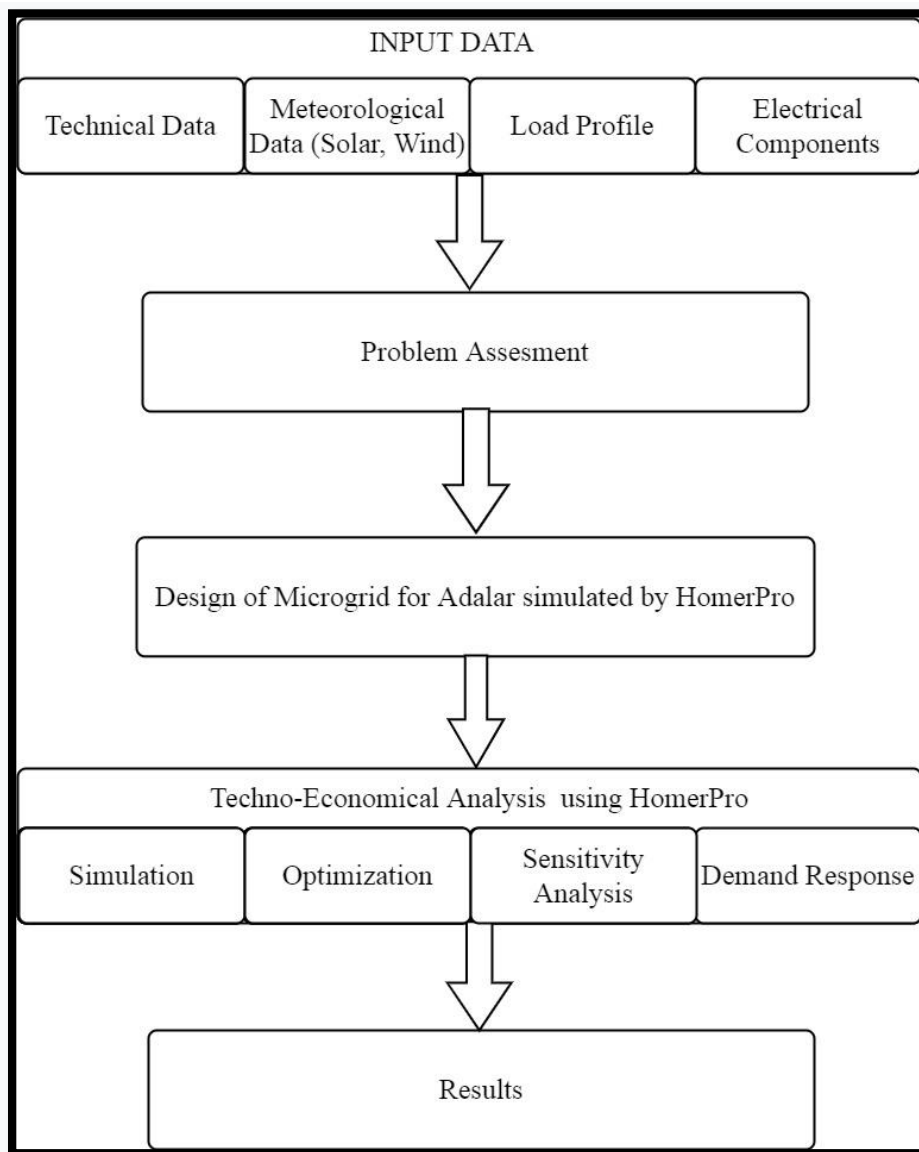 INPUT DATA
Technical Data
Meteorological
Data (Solar, Wind)
Load Profile
Electrical
Components
Problem Assesment
Design of Microgrid for Adalar simulated by HomerPro
Techno-Economical Analysis using HomerPro
Simulation
Optimization
Sensitivity
Analysis
Demand Response
Results